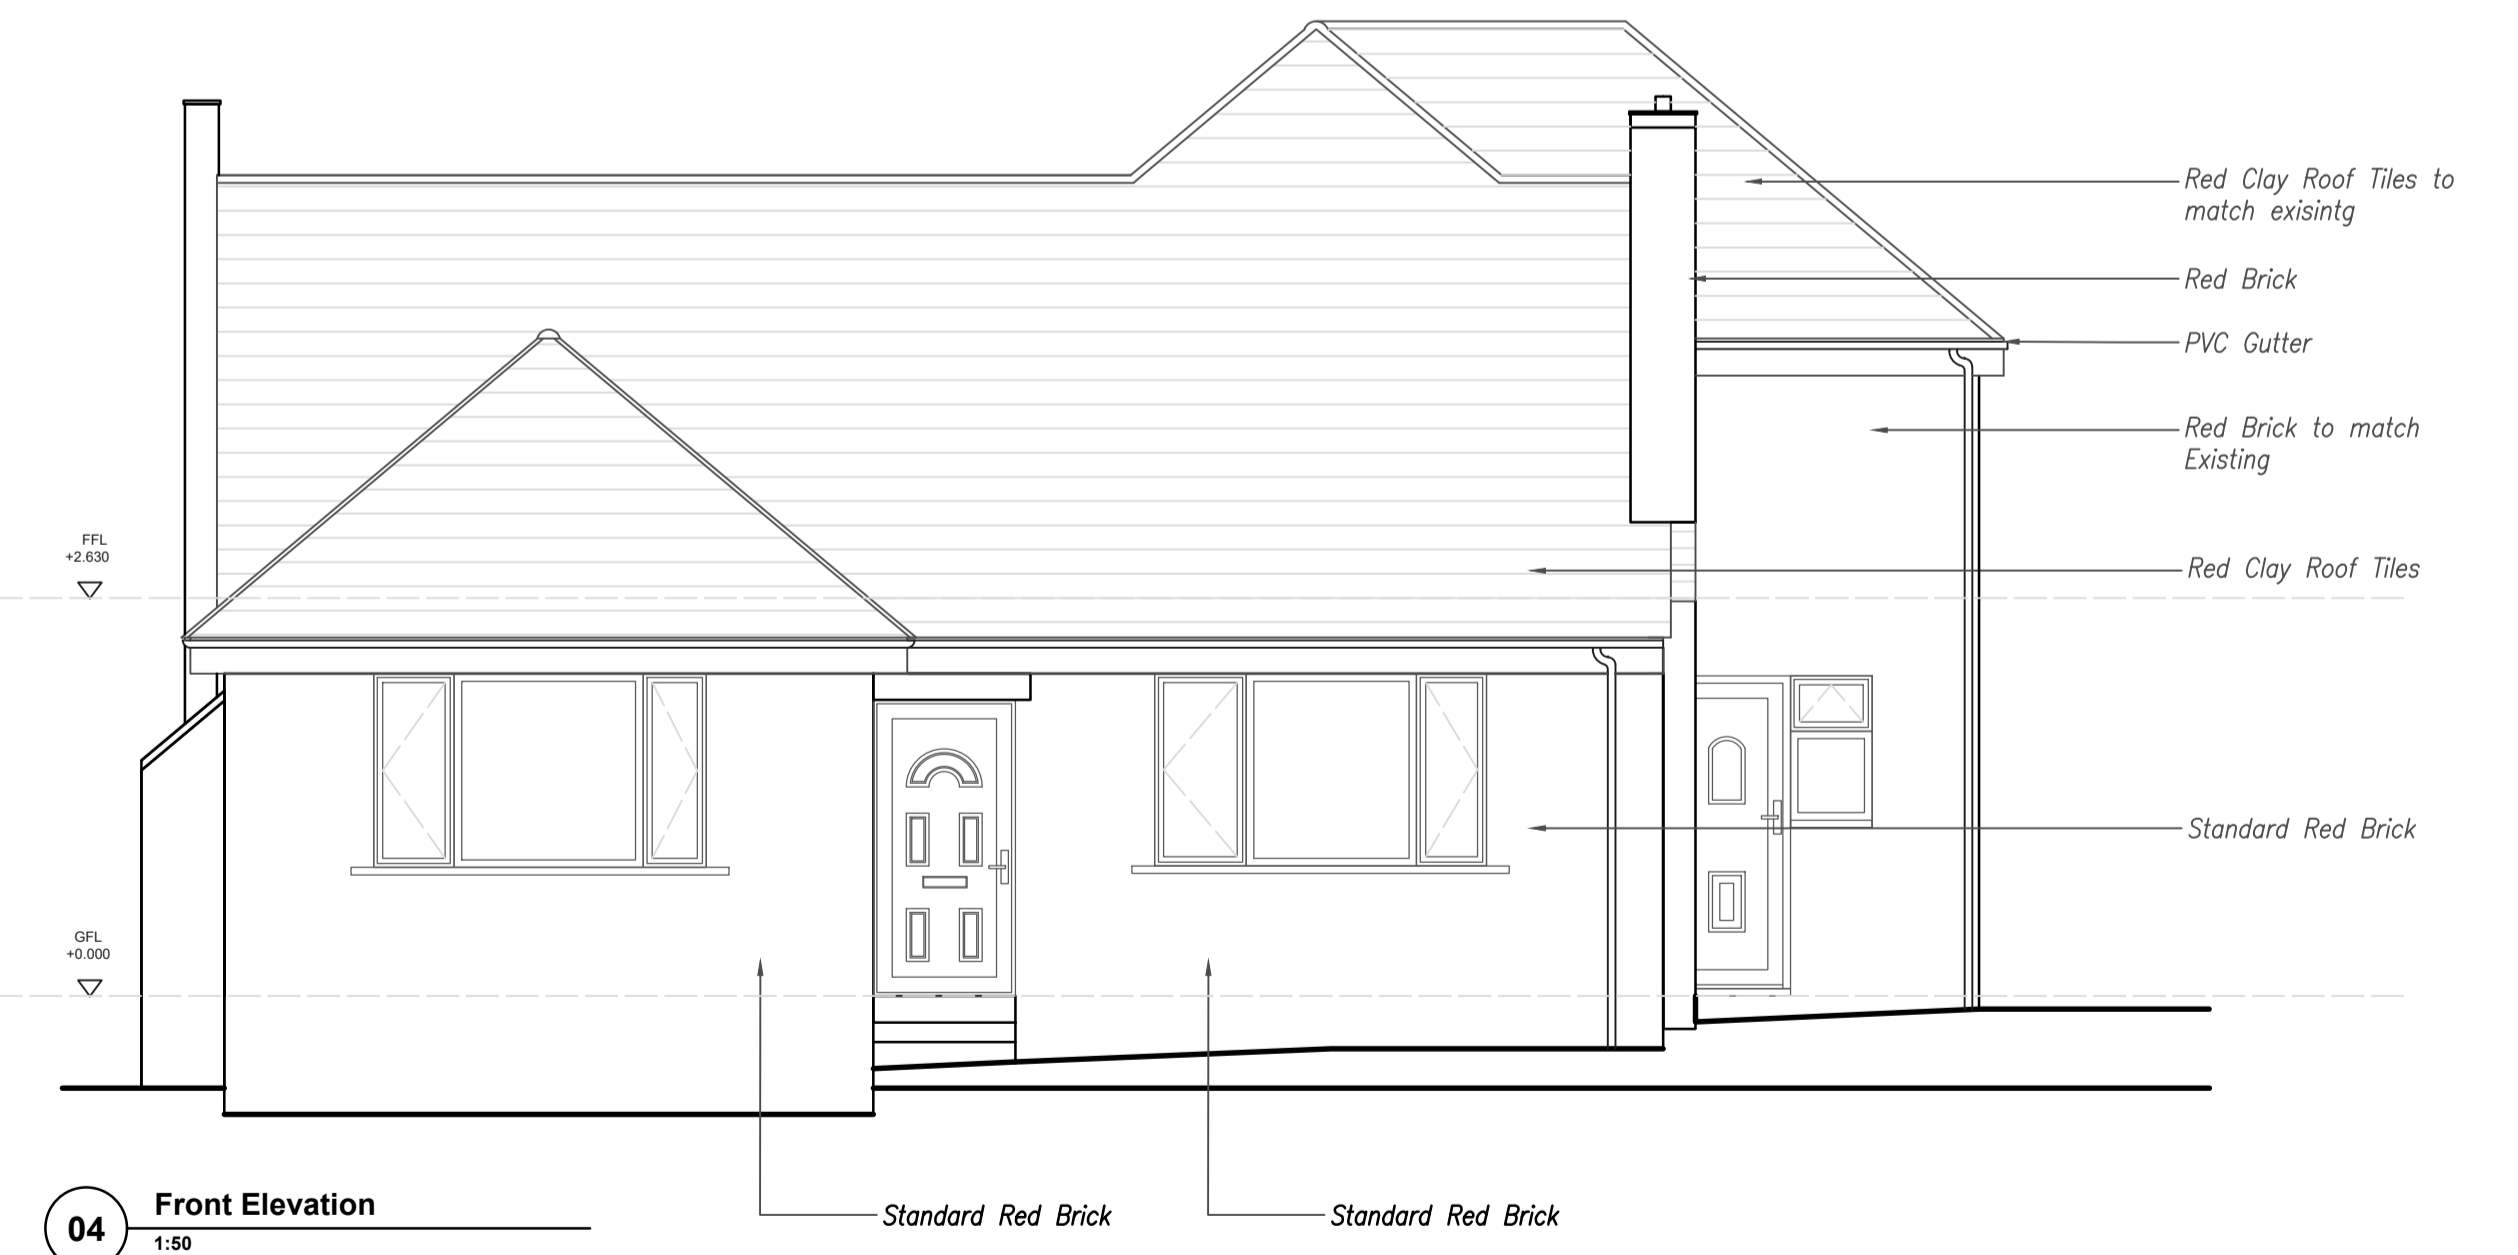 Red Clay Roof Tiles to
match exisintg
Red Brick
PVC Gutter
Red Brick to match
Existing
FFL
+2.630
Red Clay Roof Tiles
Standard Red Brick
GFL
+0.000
Standard Red Brick
Standard Red Brick
04
Front Elevation
1:50